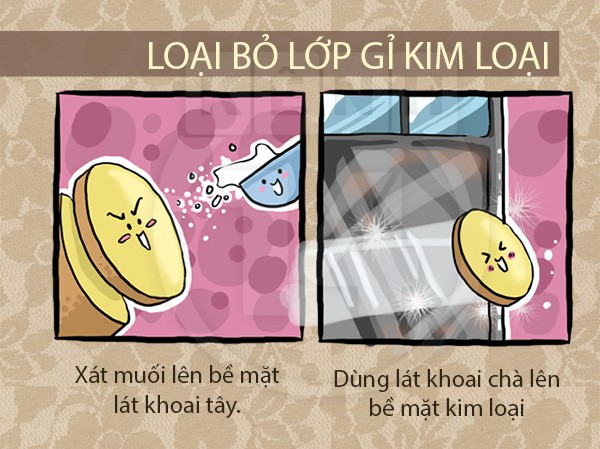 LOẠI BỎ LỚP GỈ KIM LOẠI
Xát muối lên bề mặt
lát khoai tây.
Dùng lát khoai chà lên
bề mặt kim loại